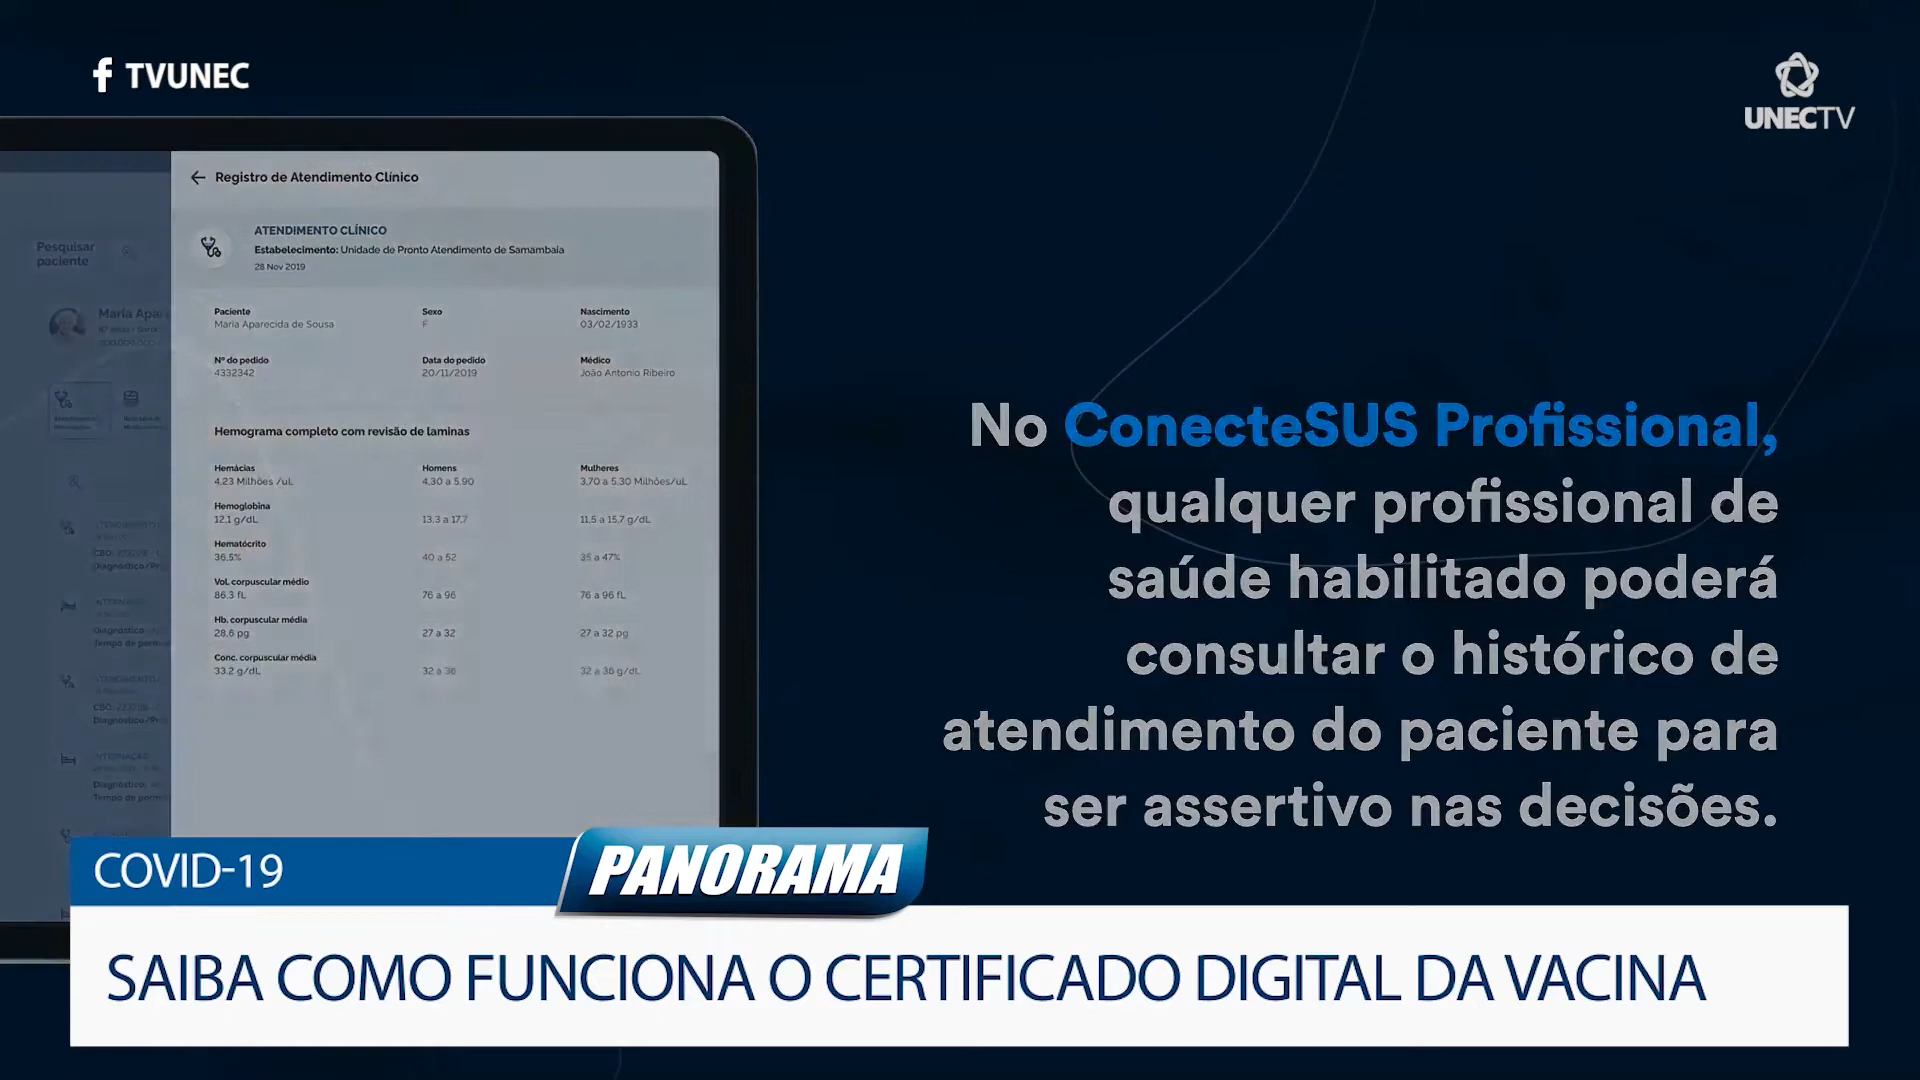 TVUNEC
UNECTV
Registro de Atendimento Clínico
ATENDIMENTO CLÍNICO
Estabelecimento: Unidade de Pronto Atendimento de Samambaia
28 Nov 2019
Pesquisar
paciente
Maria Apar
Paciente Sexo Nascimento
Maria Aparecida de Sousa F 03/02/1933
Nº do pedido Data do pedido Médico
4332342 20/11/2019 João Antonio Ribeiro
Hemograma completo com revisão de laminas
Hemácias Homens Mulheres
4.23 Milhões /uL 4.30 a 5.90 3.70 a 5.30 Milhões/uL
Hemoglobina
12,1 g/dL 13.3 a 17,7 11,5 a 15,7 g/dL
Hematócrito
36.5% 40 a 52 35 a 47%
Vol. corpuscular médio
86.3 fL 76 a 96 76 a 96 fL
Hb. corpuscular média
28,6 pg 27 a 32 27 a 32 pg
Conc. corpuscular média
33.2 g/dL 32 a 36 32 a 36 g/dL
No ConecteSUS Profissional,
qualquer profissional de
saúde habilitado poderá
consultar o histórico de
atendimento do paciente para
ser assertivo nas decisões.
COVID-19
PANORAMA
SAIBA COMO FUNCIONA O CERTIFICADO DIGITAL DA VACINA